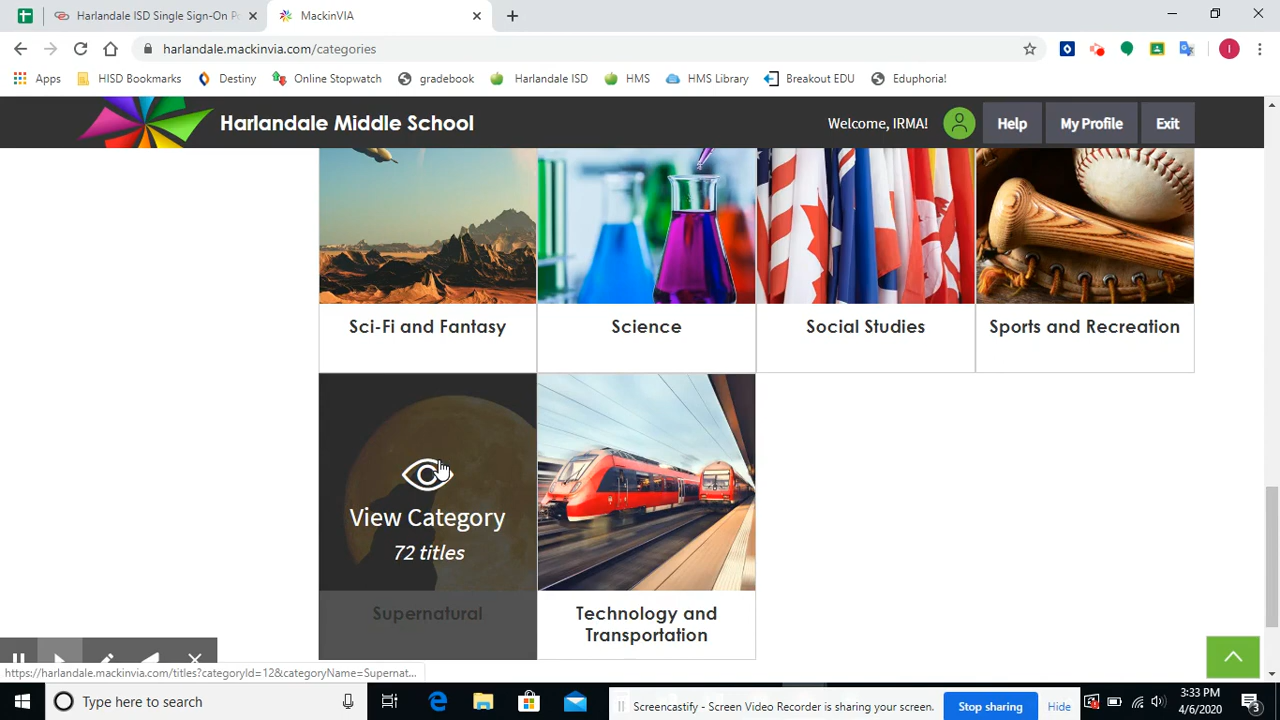 Harlandale ISD Single Sign-On Po
MackinVIA
harlandale.mackinvia.com/categories
I
Apps
HISD Bookmarks
Destiny
Online Stopwatch
gradebook
Harlandale ISD
HMS
HMS Library
Breakout EDU
Eduphoria!
Harlandale Middle School
Welcome, IRMA!
Help
My Profile
Exit
Sci-Fi and Fantasy
Science
Social Studies
Sports and Recreation
View Category
72 titles
Supernatural
Technology and
Transportation
https://harlandale.mackinvia.com/titles?categoryId=12&categoryName=Supernat...
Type here to search
Screencastify - Screen Video Recorder is sharing your screen.
Stop sharing
Hide
3:33 PM
4/6/2020
3